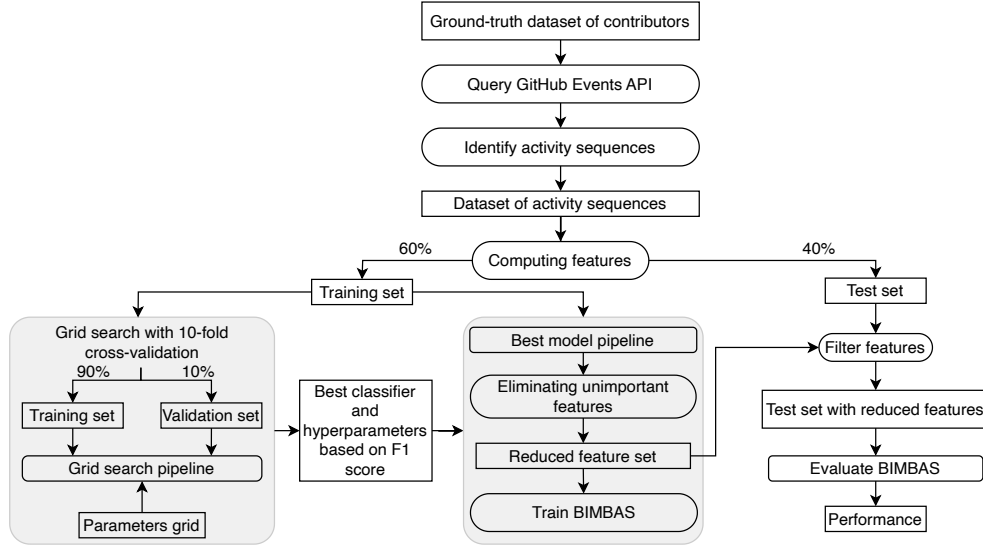 Ground-truth dataset of contributors
Query GitHub Events API
Identify activity sequences
Dataset of activity sequences
60%
Computing features
40%
Training set
Test set
Grid search with 10-fold
cross-validation
90%
10%
Training set
Validation set
Grid search pipeline
Parameters grid
Best classifier
and
hyperparameters
based on F1
score
Best model pipeline
Eliminating unimportant
features
Reduced feature set
Train BIMBAS
Filter features
Test set with reduced features
Evaluate BIMBAS
Performance